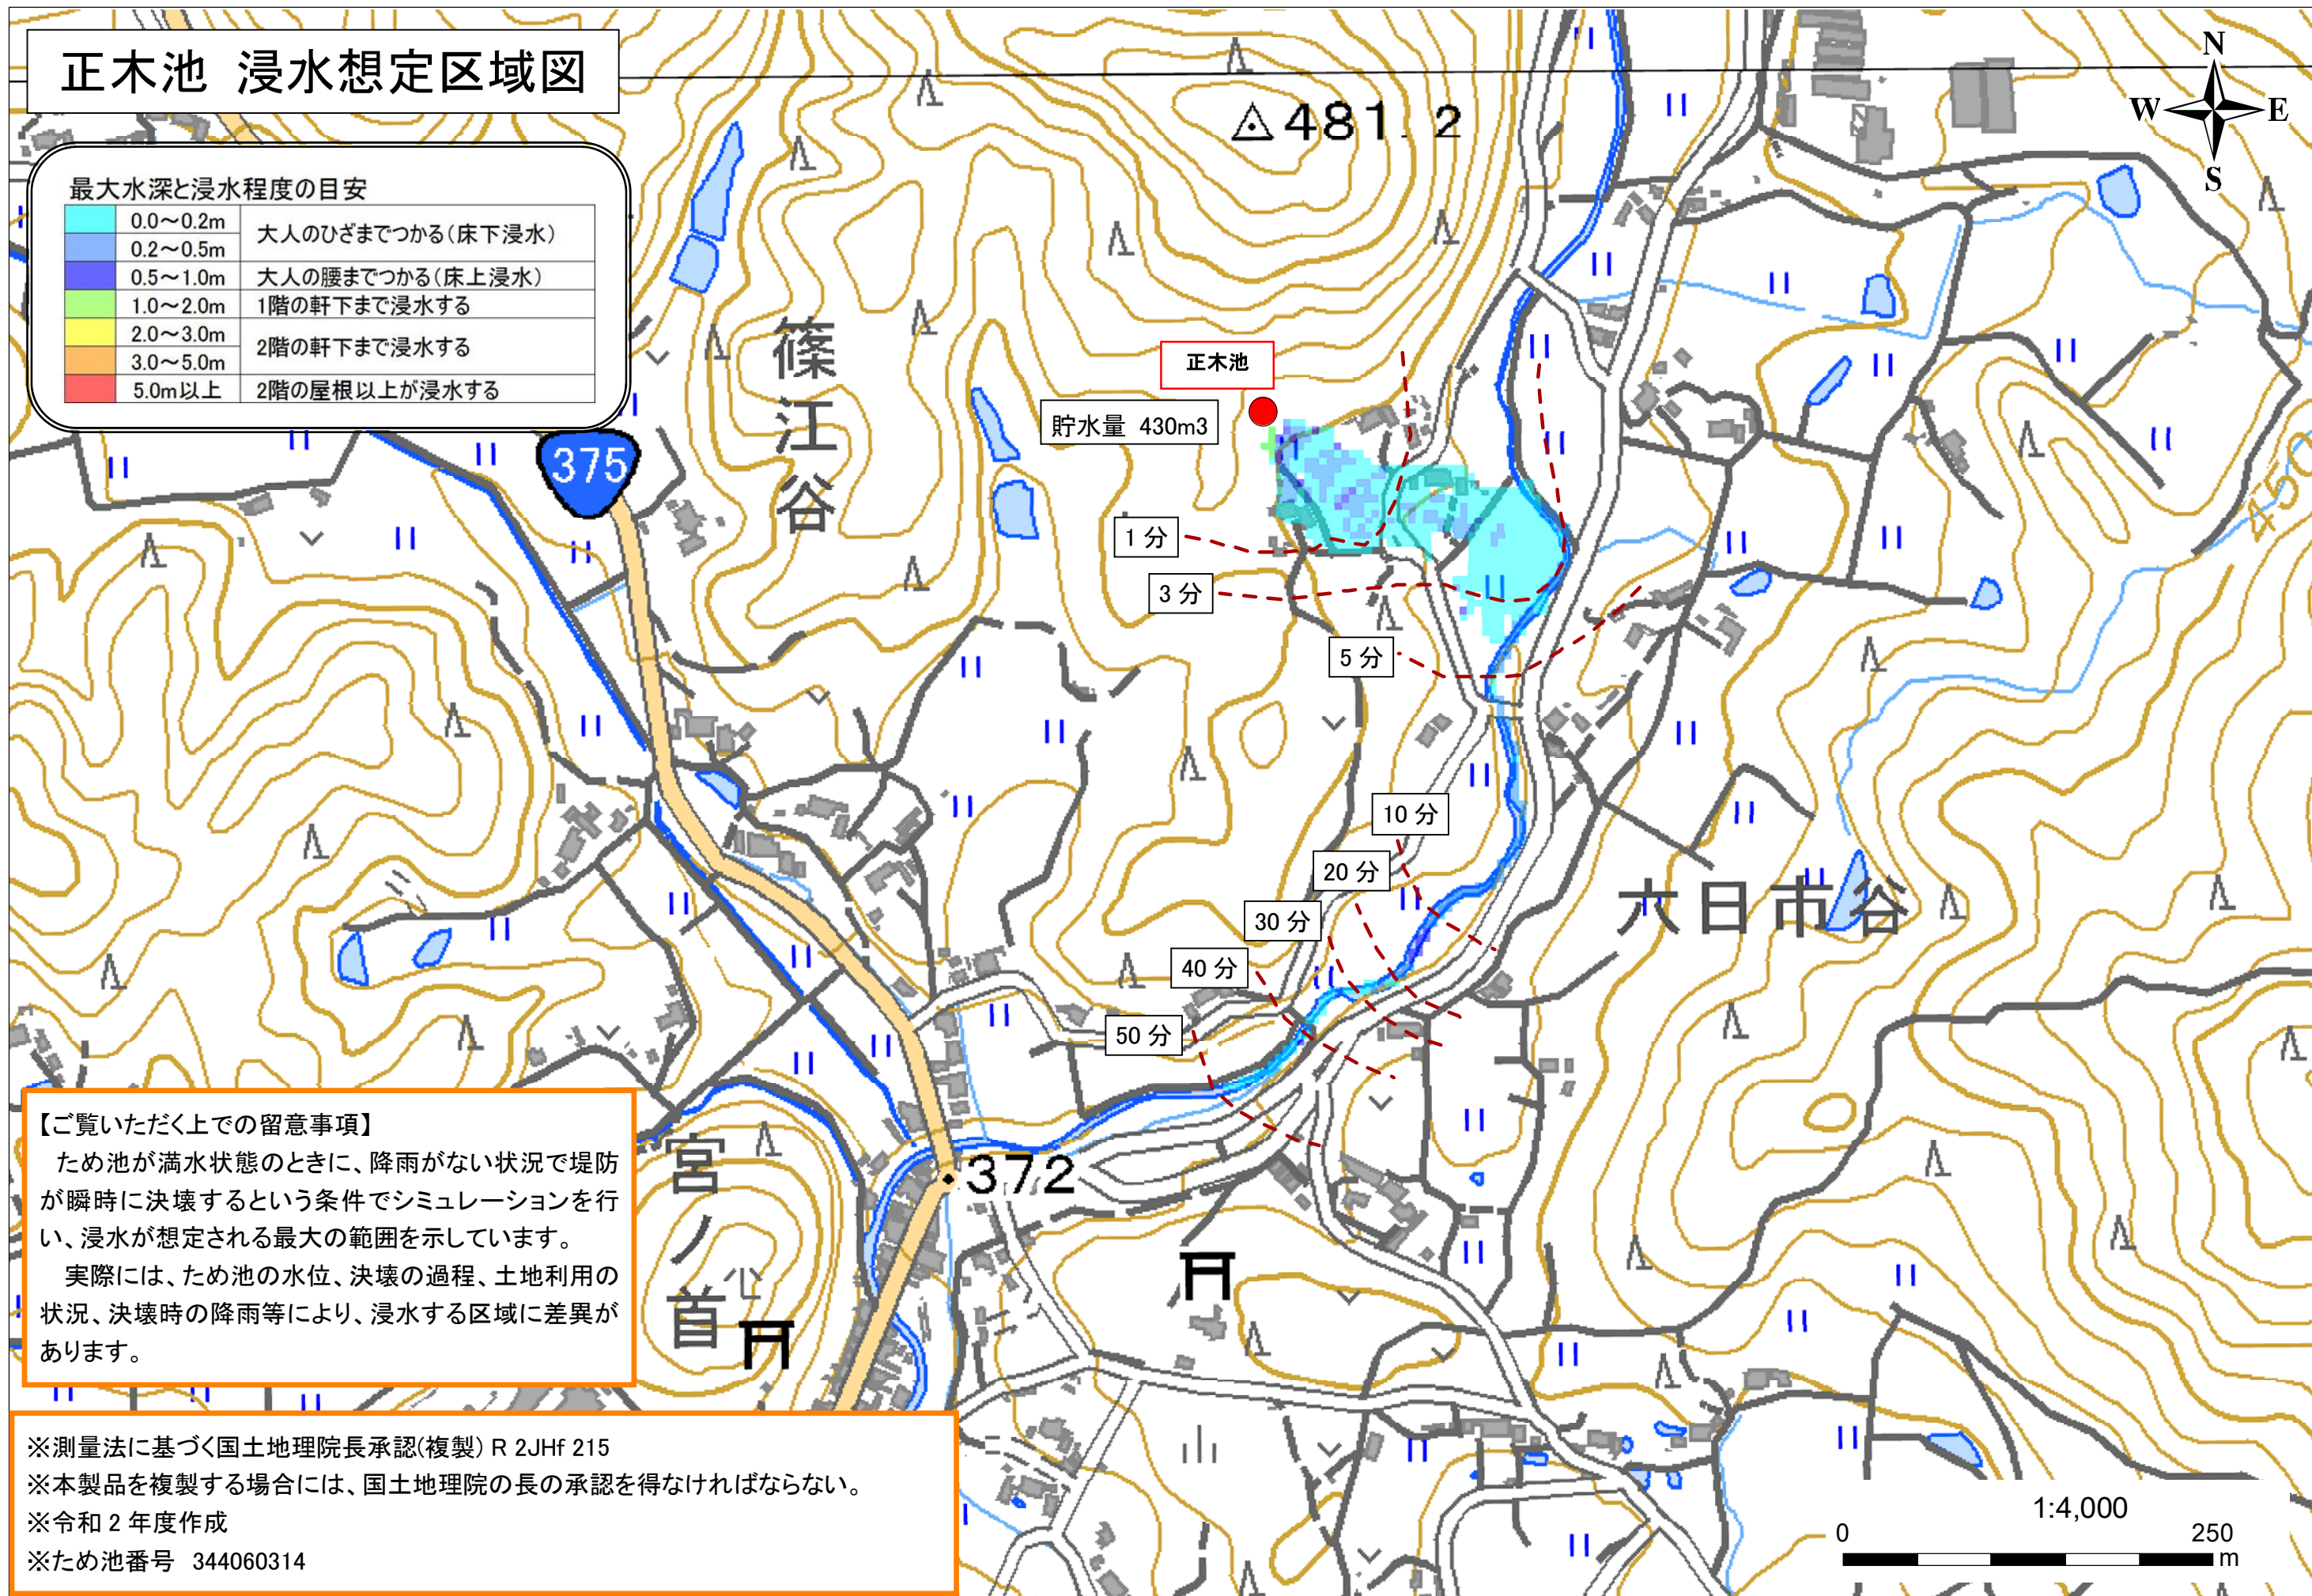 正木池 浸水想定区域図
最大水深と浸水程度の目安
0.0～0.2m
大人のひざまでつかる(床下浸水)
0.2～0.5m
0.5～1.0m 大人の腰までつかる(床上浸水)
1.0～2.0m 1階の軒下まで浸水する
2.0～3.0m
2階の軒下まで浸水する
3.0～5.0m
5.0m以上 2階の屋根以上が浸水する
N
W E
S
481.2
篠江谷
正木池
貯水量 430m3
375
450
1 分
3 分
5 分
10 分
20 分
30 分
40 分
50 分
六日市谷
372
宮ノ首
【ご覧いただく上での留意事項】
ため池が満水状態のときに、降雨がない状況で堤防
が瞬時に決壊するという条件でシミュレーションを行
い、浸水が想定される最大の範囲を示しています。
実際には、ため池の水位、決壊の過程、土地利用の
状況、決壊時の降雨等により、浸水する区域に差異が
あります。
※測量法に基づく国土地理院長承認(複製) R 2JHf 215
※本製品を複製する場合には、国土地理院の長の承認を得なければならない。
※令和 2 年度作成
※ため池番号 344060314
1:4,000
0 250
m